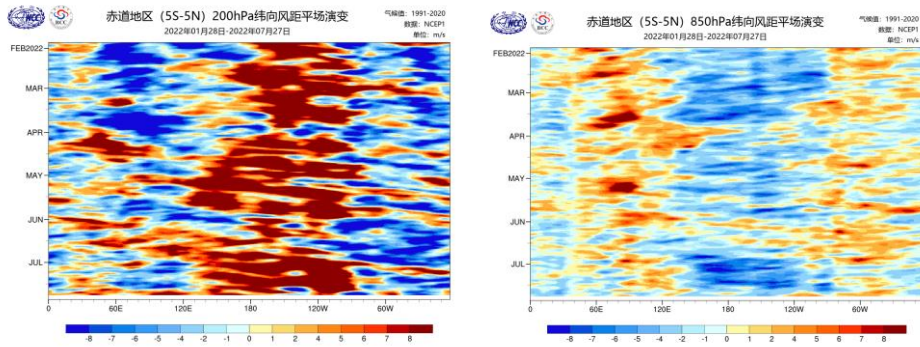 NCC
BCC
赤道地区（5S-5N）200hPa纬向风距平场演变
2022年01月28日-2022年07月27日
气候值：1991-2020
数据：NCEP1
单位：m/s
FEB2022
MAR
APR
MAY
JUN
JUL
0 60E 120E 180 120W 60W 0
-8 -7 -6 -5 -4 -2 -1 0 1 2 4 5 6 7 8
NCC
BCC
赤道地区（5S-5N）850hPa纬向风距平场演变
2022年01月28日-2022年07月27日
气候值：1991-2020
数据：NCEP1
单位：m/s
FEB2022
MAR
APR
MAY
JUN
JUL
0 60E 120E 180 120W 60W 0
-8 -7 -6 -5 -4 -2 -1 0 1 2 4 5 6 7 8